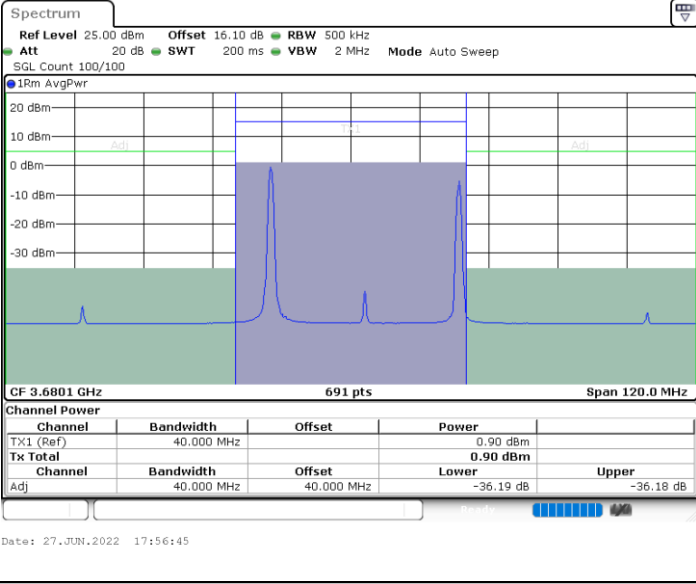 Spectrum
Ref Level 25.00 dBm Offset 16.10 dB RBW 500 kHz
Att 20 dB SWT 200 ms VBW 2 MHz Mode Auto Sweep
SGL Count 100/100
1Rm AvgPwr
20 dBm
TX1
10 dBm
Adj Adj
0 dBm
-10 dBm
-20 dBm
-30 dBm
CF 3.6801 GHz 691 pts Span 120.0 MHz
Channel Power
Channel Bandwidth Offset Power
TX1 (Ref) 40.000 MHz 0.90 dBm
Tx Total 0.90 dBm
Channel Bandwidth Offset Lower Upper
Adj 40.000 MHz 40.000 MHz -36.19 dB -36.18 dB
Ready
Date: 27.JUN.2022 17:56:45